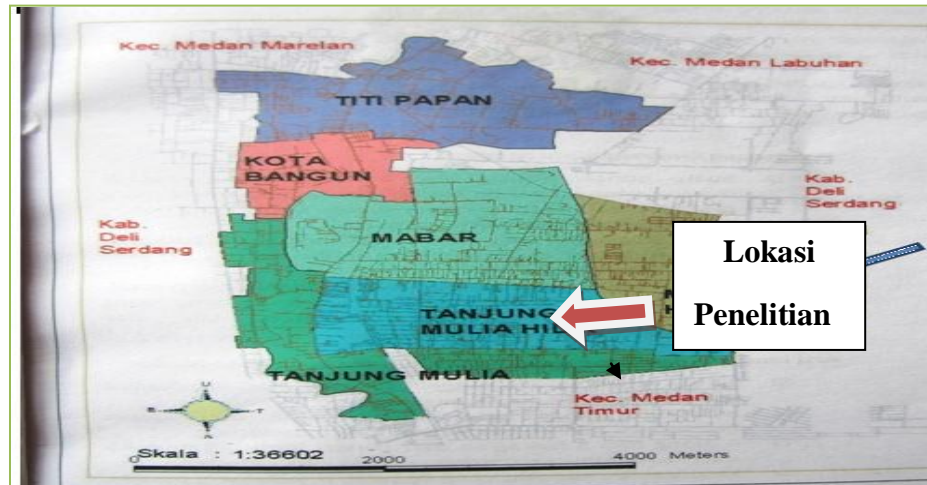 Kec. Medan Marelan
Kec. Medan Labuhan
TITI PAPAN
KOTA
BANGUN
Kab.
Deli
Serdang
Kab.
Deli
Serdang
MABAR
Lokasi
Penelitian
TANJUNG
MULIA HI
TANJUNG MULIA
Kec. Medan
Timur
U
B
T
Skala : 1:36602
0
2000
4000 Meters